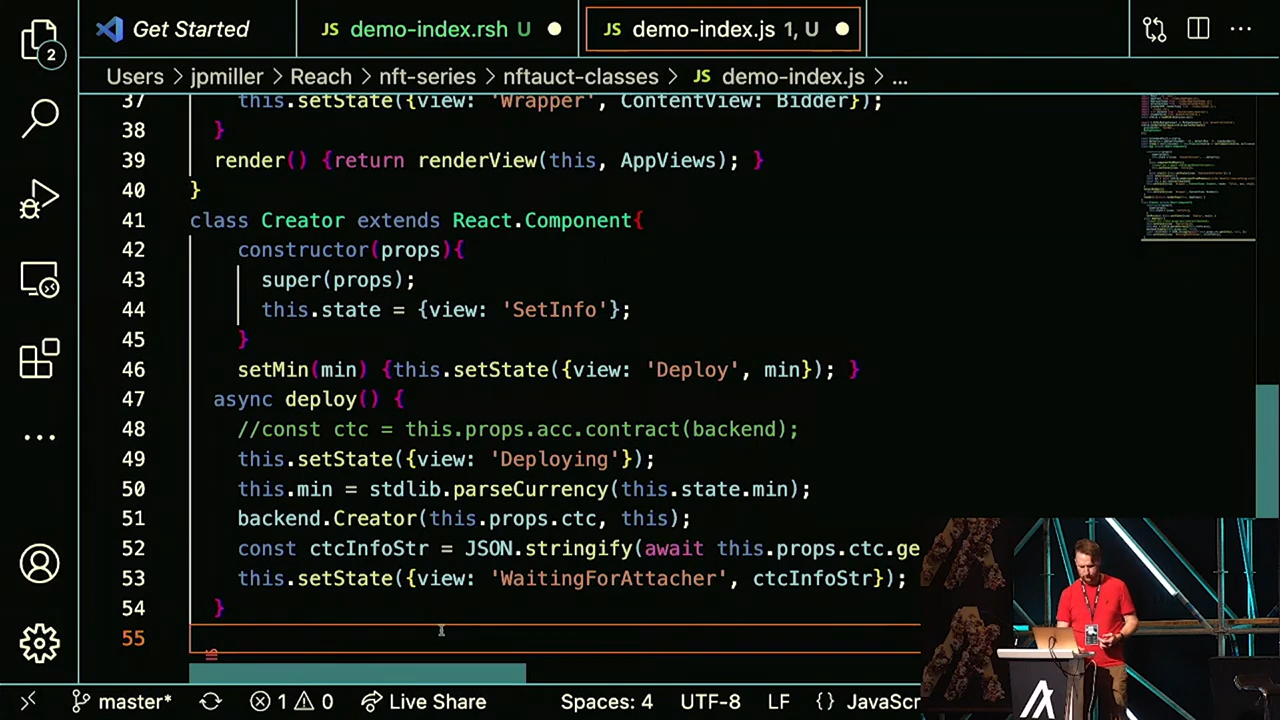 Get Started
JS demo-index.rsh U
JS demo-index.js 1, U
2
Users > jpmiller > Reach > nft-series > nftauct-classes > JS demo-index.js > ...
37 this.setState({view: 'Wrapper', ContentView: Bidder});
38 }
39 render() {return renderView(this, AppViews); }
40 }
41 class Creator extends React.Component{
42 constructor(props){
43 super(props);
44 this.state = {view: 'SetInfo'};
45 }
46 setMin(min) {this.setState({view: 'Deploy', min}); }
47 async deploy() {
48 //const ctc = this.props.acc.contract(backend);
49 this.setState({view: 'Deploying'});
50 this.min = stdlib.parseCurrency(this.state.min);
51 backend.Creator(this.props.ctc, this);
52 const ctcInfoStr = JSON.stringify(await this.props.ctc.ge
53 this.setState({view: 'WaitingForAttacher', ctcInfoStr});
54 }
55
master* 1 0 Live Share Spaces: 4 UTF-8 LF {} JavaSc